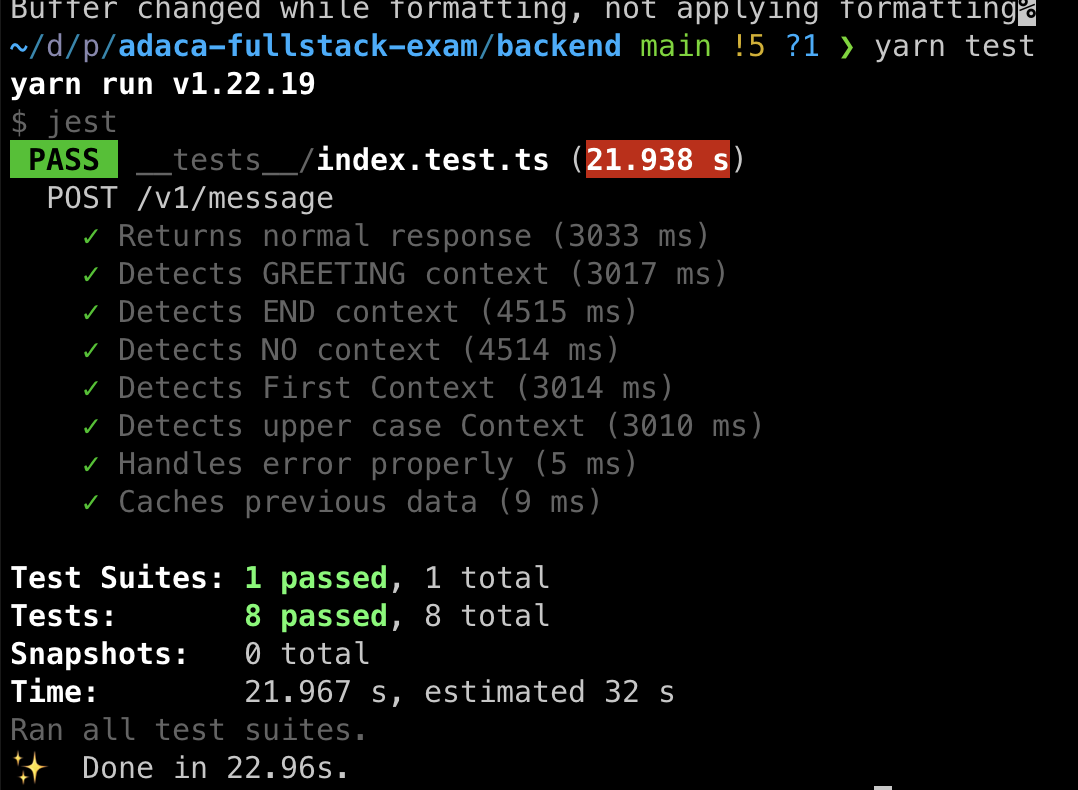 Buffer changed while formatting, not applying formatting%
~/d/p/adaca-fullstack-exam/backend main !5 ?1 ❯ yarn test
yarn run v1.22.19
$ jest
PASS __tests__/index.test.ts (21.938 s)
POST /v1/message
✓ Returns normal response (3033 ms)
✓ Detects GREETING context (3017 ms)
✓ Detects END context (4515 ms)
✓ Detects NO context (4514 ms)
✓ Detects First Context (3014 ms)
✓ Detects upper case Context (3010 ms)
✓ Handles error properly (5 ms)
✓ Caches previous data (9 ms)
Test Suites: 1 passed, 1 total
Tests: 8 passed, 8 total
Snapshots: 0 total
Time: 21.967 s, estimated 32 s
Ran all test suites.
✨ Done in 22.96s.